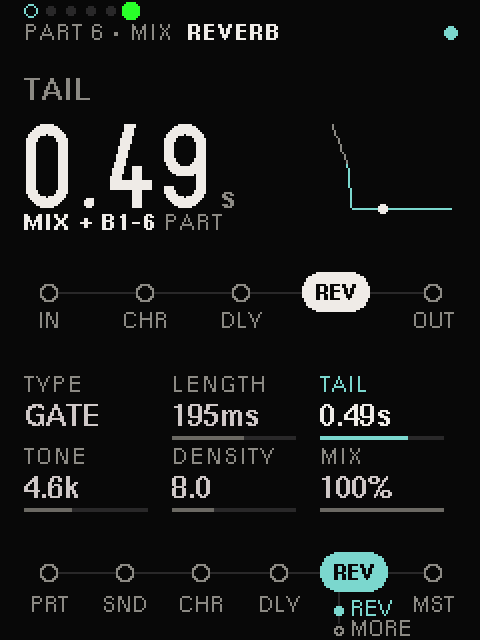 PART 6 · MIX REVERB
TAIL
0.49 s
MIX + B1-6 PART
REV
IN CHR DLY OUT
TYPE LENGTH TAIL
GATE 195ms 0.49s
TONE DENSITY MIX
4.6k 8.0 100%
REV
PRT SND CHR DLY MST
REV
MORE